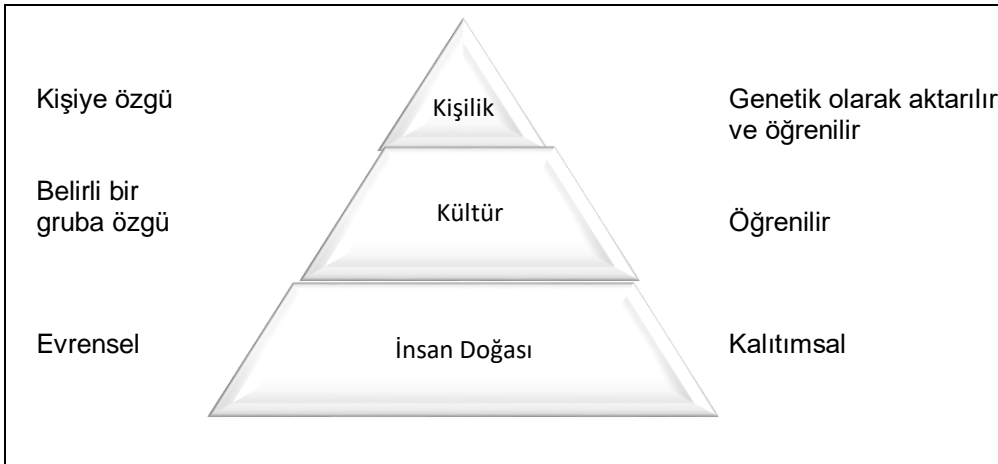 Kişiye özgü
Kişilik
Genetik olarak aktarılır
ve öğrenilir
Belirli bir
gruba özgü
Kültür
Öğrenilir
Evrensel
İnsan Doğası
Kalıtımsal